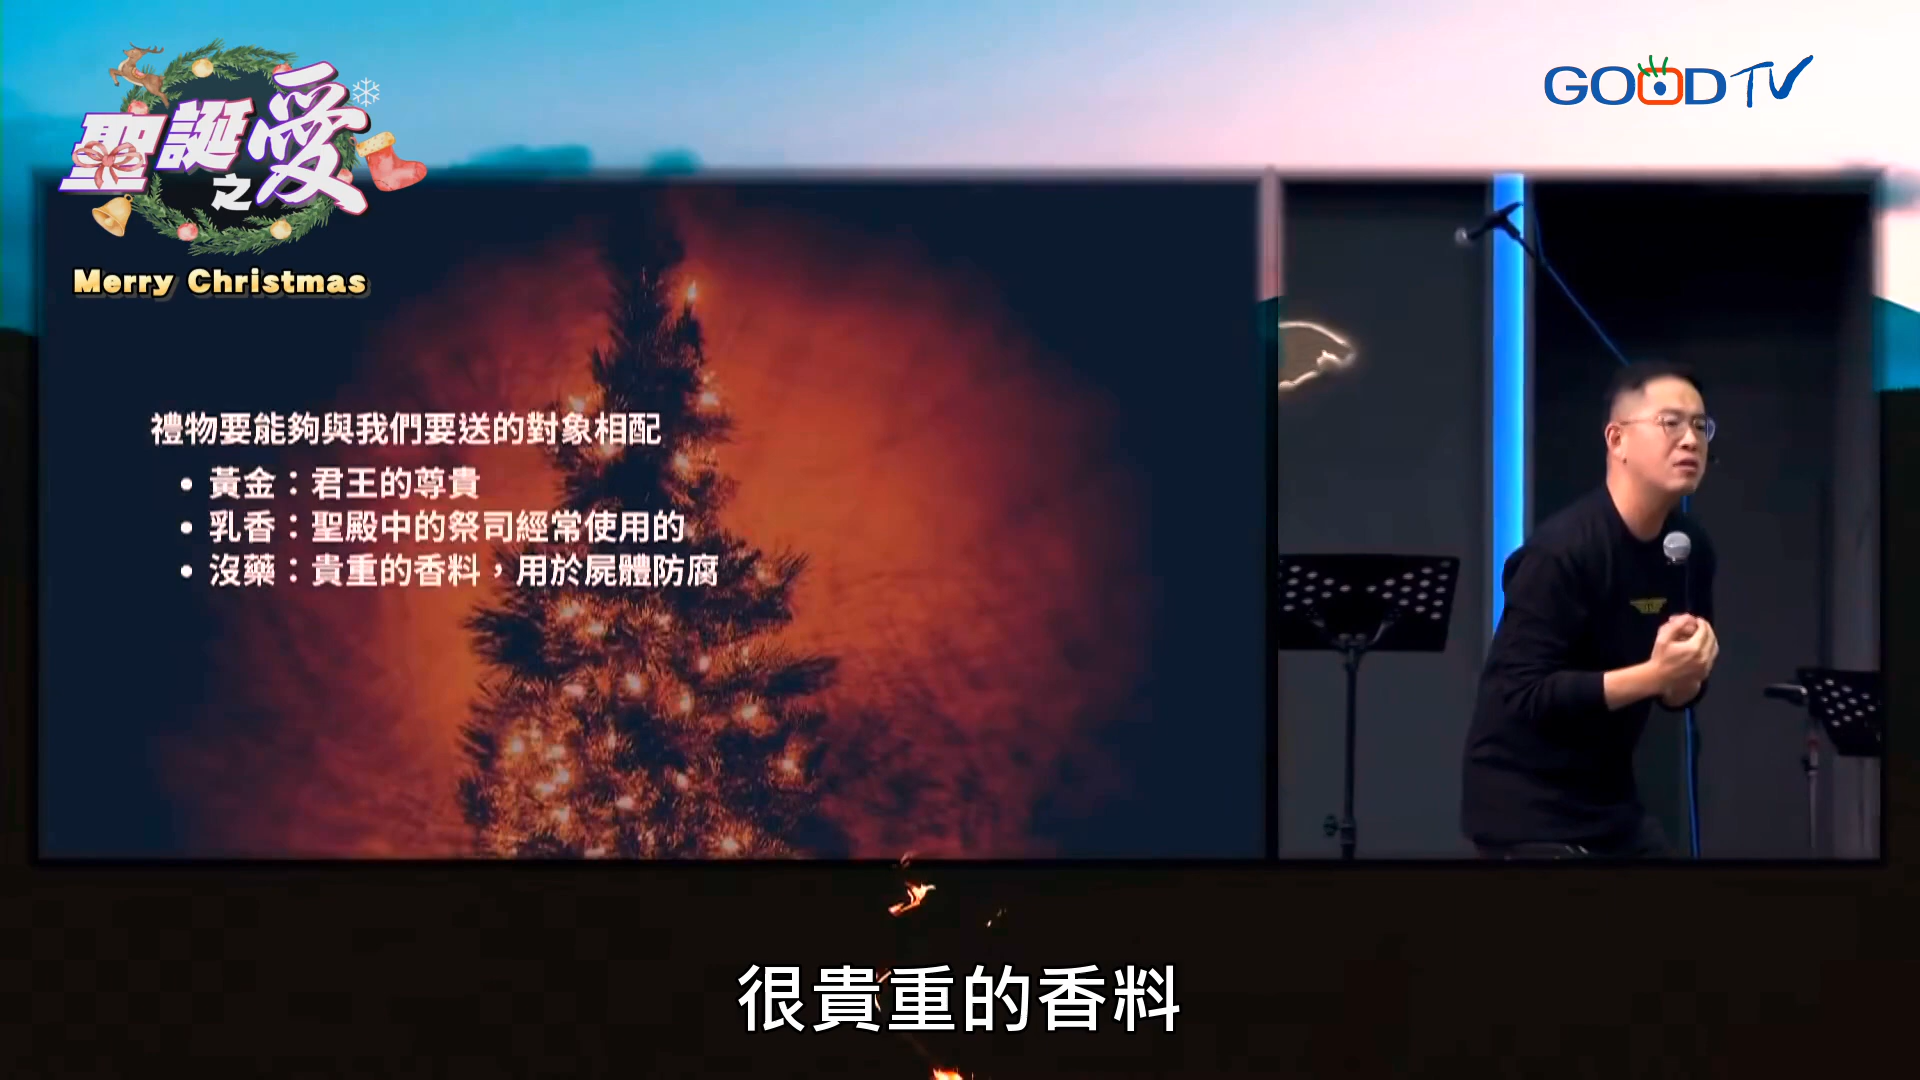 聖誕之愛
Merry Christmas
GOOD TV
禮物要能夠與我們要送的對象相配
• 黃金：君王的尊貴
• 乳香：聖殿中的祭司經常使用的
• 沒藥：貴重的香料，用於屍體防腐
很貴重的香料